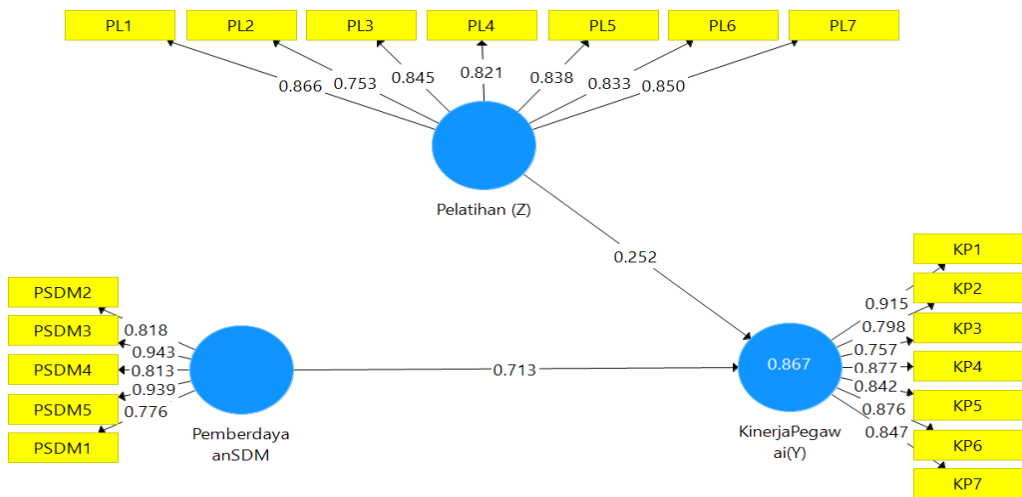 PL1 PL2 PL3 PL4 PL5 PL6 PL7
0.866 0.753 0.845 0.821 0.838 0.833 0.850
Pelatihan (Z)
0.252
PSDM2
PSDM3
PSDM4
PSDM5
PSDM1
0.818
0.943
0.813
0.939
0.776
Pemberdaya
anSDM
0.713
0.867
KinerjaPegaw
ai(Y)
0.915
0.798
0.757
0.877
0.842
0.876
0.847
KP1
KP2
KP3
KP4
KP5
KP6
KP7